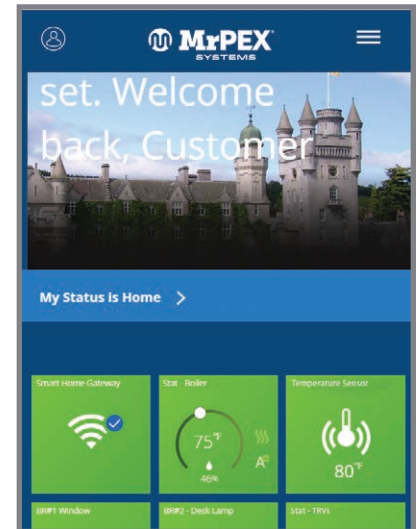 MrPEX
SYSTEMS
set. Welcome
back, Customer
My Status is Home >
Smart Home Gateway
Stat - Boiler
Temperature Sensor
75°F
46%
A
80°F
BR#1 Window
BR#2 - Desk Lamp
Stat - TRVs